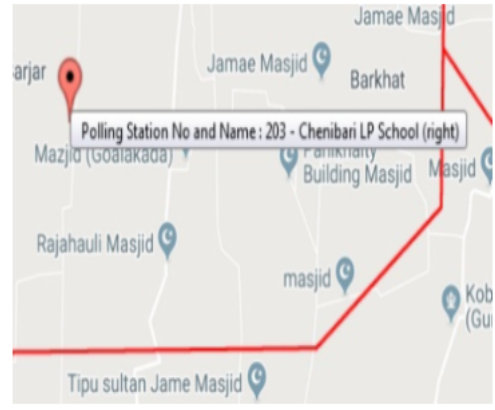 Jamae Masjid
Jamae Masjid
arjar
Barkhat
Polling Station No and Name : 203 - Chenibari LP School (right)
Mazjid (Goalakada)
Building Masjid
Masjid
Rajahauli Masjid
masjid
Kob
(Gu
Tipu sultan Jame Masjid